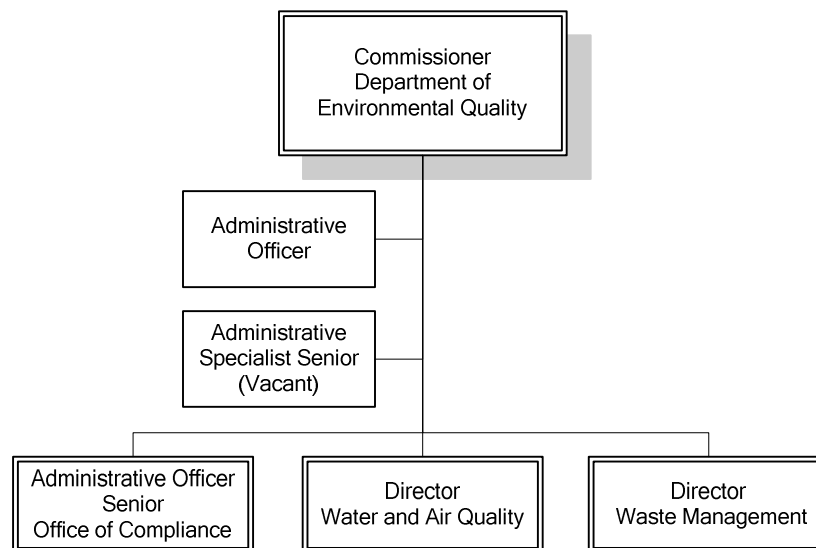 Commissioner
Department of
Environmental Quality
Administrative
Officer
Administrative
Specialist Senior
(Vacant)
Administrative Officer
Senior
Office of Compliance
Director
Water and Air Quality
Director
Waste Management